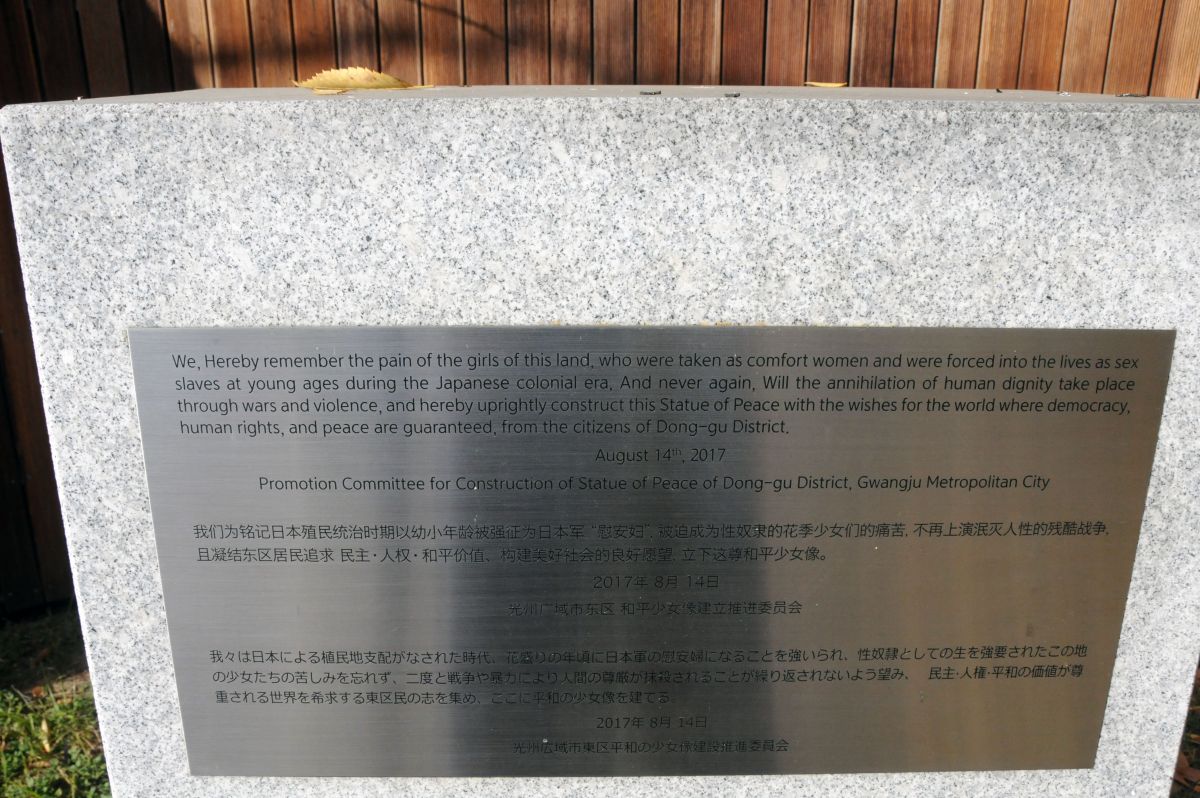 We, Hereby remember the pain of the girls of this land, who were taken as comfort women and were forced into the lives as sex
slaves at young ages during the Japanese colonial era, And never again, Will the annihilation of human dignity take place
through wars and violence, and hereby uprightly construct this Statue of Peace with the wishes for the world where democracy,
human rights, and peace are guaranteed, from the citizens of Dong-gu District.
August 14th, 2017
Promotion Committee for Construction of Statue of Peace of Dong-gu District, Gwangju Metropolitan City
我们为铭记日本殖民统治时期以幼小年龄被强征为日本军 “慰安妇”, 被迫成为性奴隶的花季少女们的痛苦, 不再上演泯灭人性的残酷战争,
且凝结东区居民追求 民主·人权·和平价值、构建美好社会的良好愿望, 立下这尊和平少女像。
2017年 8月 14日
光州广域市东区 和平少女像建立推进委员会
我々は日本による植民地支配がなされた時代、花盛りの年頃に日本軍の慰安婦になることを強いられ、性奴隷としての生を強要されたこの地
の少女たちの苦しみを忘れず、二度と戦争や暴力により人間の尊厳が抹殺されることが繰り返されないよう望み、 民主·人権·平和の価値が尊
重される世界を希求する東区民の志を集め、ここに平和の少女像を建てる。
2017年 8月 14日
光州広域市東区平和の少女像建設推進委員会